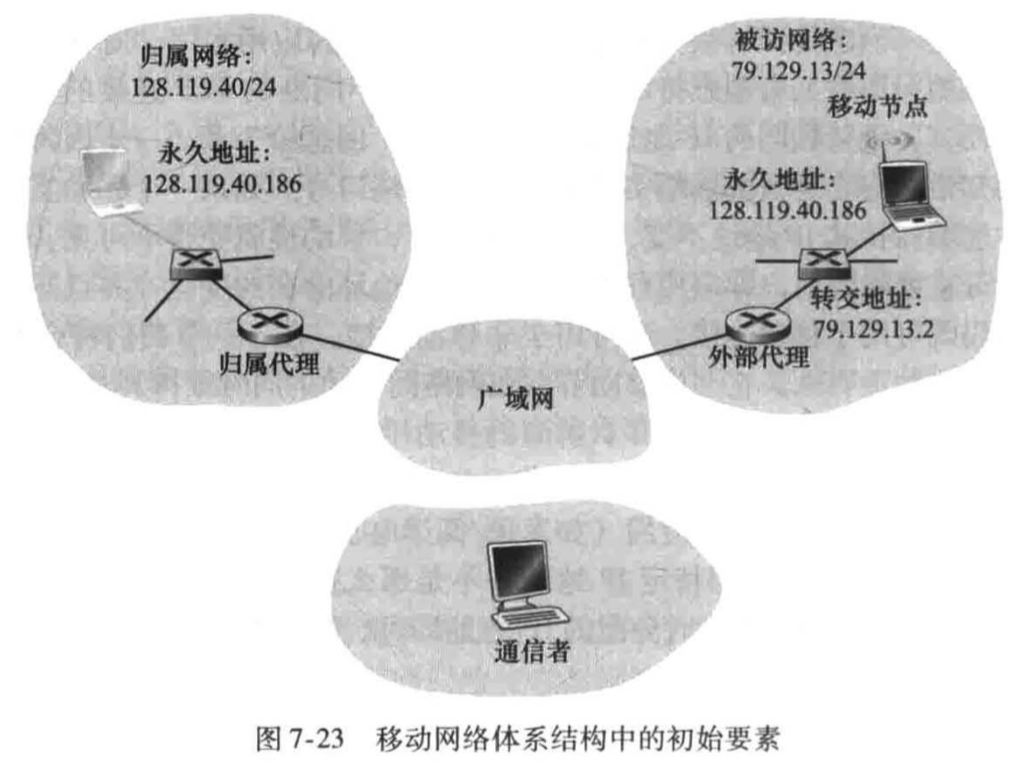 归属网络：
128.119.40/24
永久地址：
128.119.40.186
归属代理
被访网络：
79.129.13/24
移动节点
永久地址：
128.119.40.186
转交地址：
79.129.13.2
外部代理
广域网
通信者
图 7-23 移动网络体系结构中的初始要素